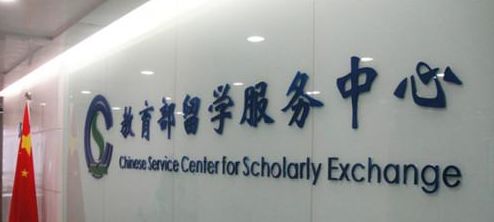 教育部留学服务中心
Chinese Service Center for Scholarly Exchange